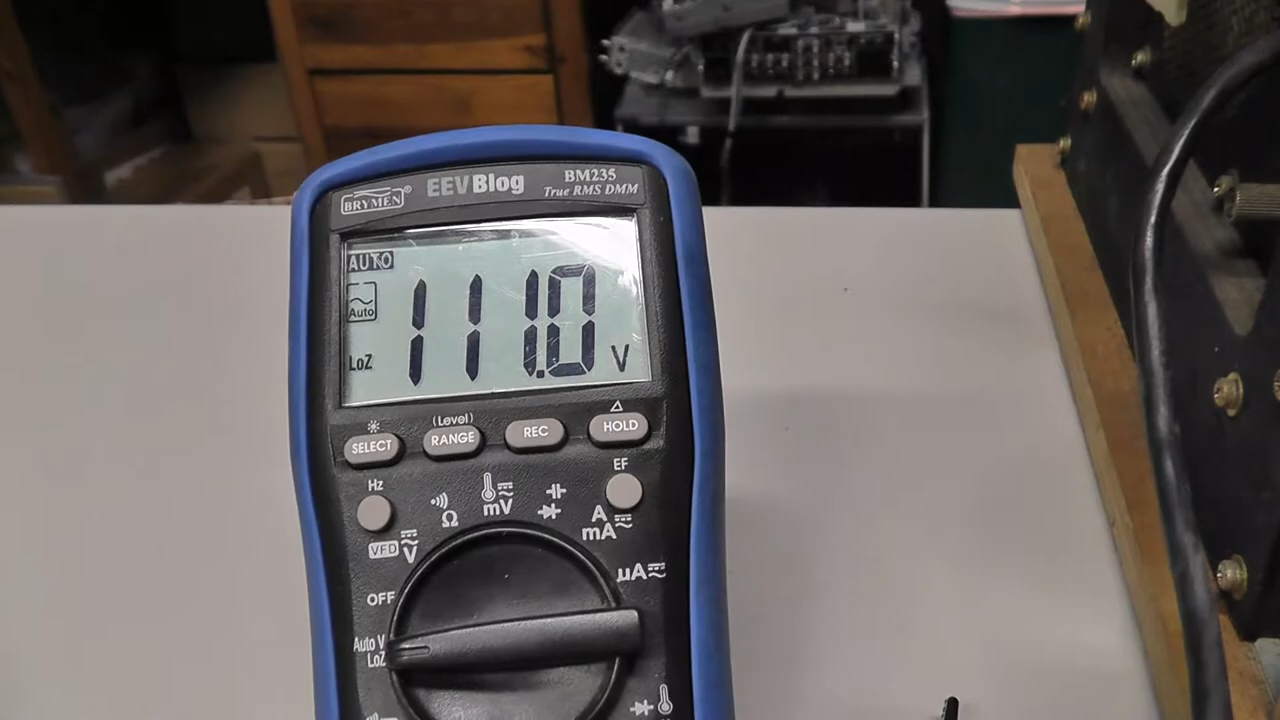 BRYMEN®
EEVBlog
BM235
True RMS DMM
AUTO
Auto
LoZ
111.0 V
SELECT
(Level)
RANGE
REC
Δ
HOLD
Hz
EF
Ω
mV
A
mA
VFD V
µA
OFF
Auto V
LoZ